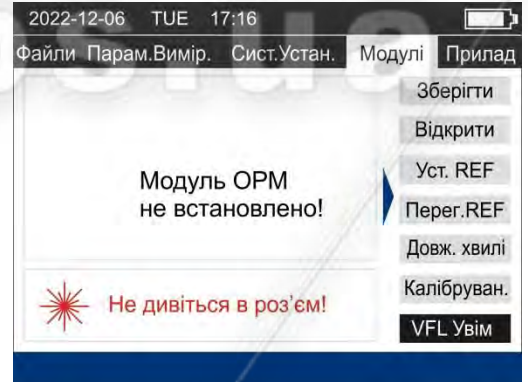 2022-12-06 TUE 17:16
Файли Парам.Вимір. Сист.Устан. Модулі Прилад
Зберігти
Відкрити
Уст. REF
Модуль OPM
не встановлено!
Перег.REF
Довж. хвилі
Калібруван.
Не дивіться в роз'єм!
VFL Увім